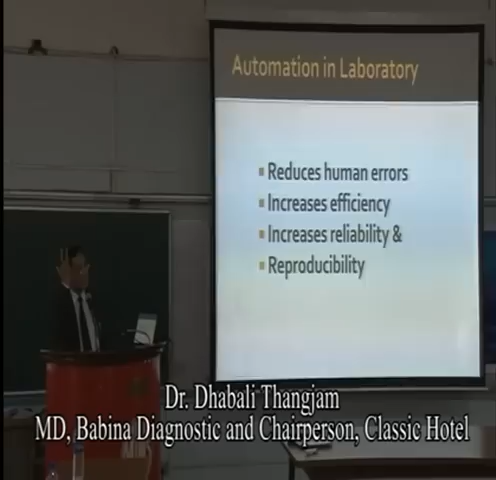 Automation in Laboratory
Reduces human errors
Increases efficiency
Increases reliability &
Reproducibility
Dr. Dhabali Thangjam
MD, Babina Diagnostic and Chairperson, Classic Hotel